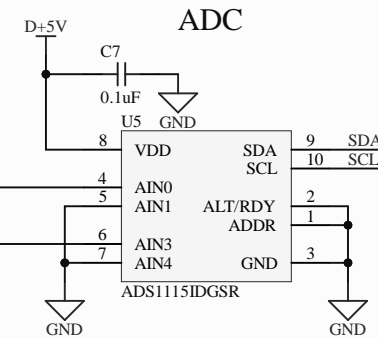 ADC
D+5V
C7
0.1uF
GND
U5
8 VDD SDA 9 SDA
SCL 10 SCL
4 AIN0
5 AIN1 ALT/RDY 2
ADDR 1
6 AIN3
7 AIN4 GND 3
ADS1115IDGSR
GND GND